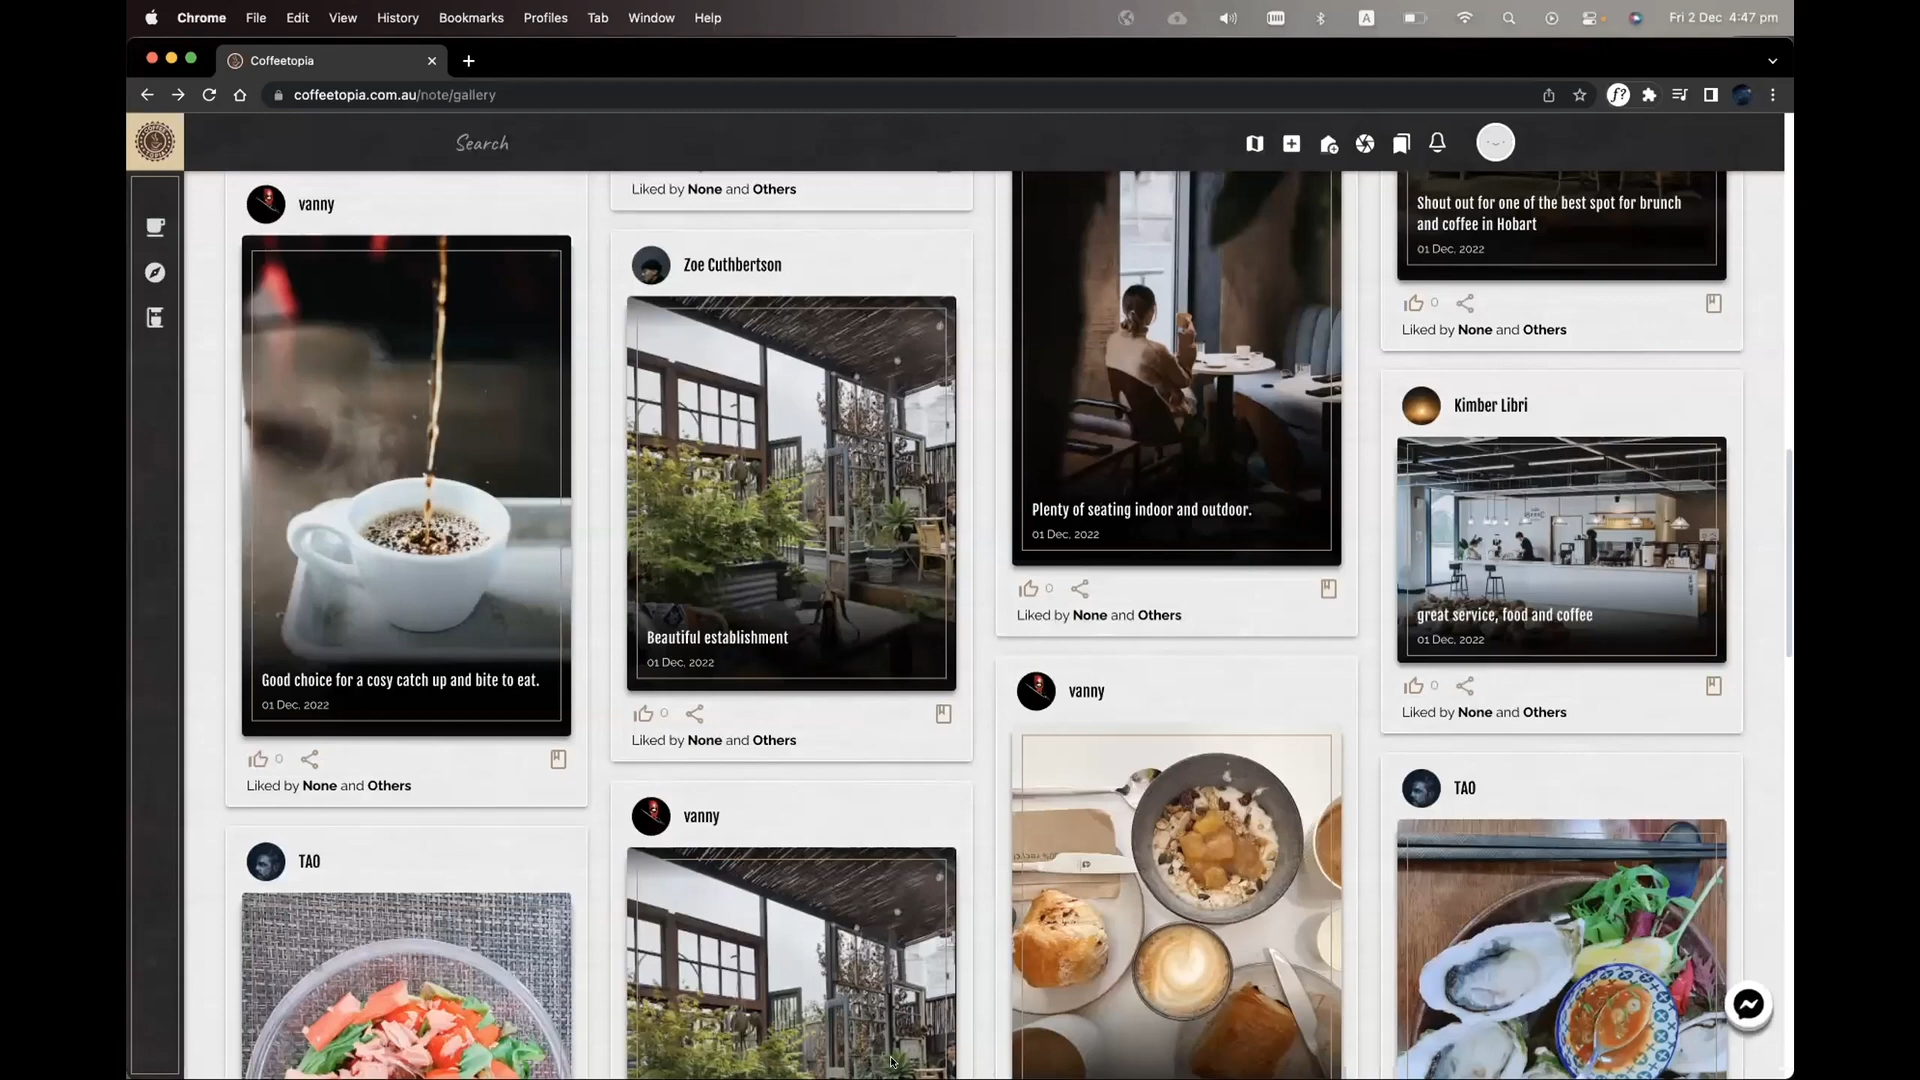 Chrome File Edit View History Bookmarks Profiles Tab Window Help
A
Fri 2 Dec 4:47 pm
Coffeetopia
coffeetopia.com.au/note/gallery
f?
Search
vanny
Good choice for a cosy catch up and bite to eat.
01 Dec, 2022
0
Liked by None and Others
TAO
Liked by None and Others
Zoe Cuthbertson
Beautiful establishment
01 Dec, 2022
0
Liked by None and Others
vanny
Plenty of seating indoor and outdoor.
01 Dec, 2022
0
Liked by None and Others
vanny
Shout out for one of the best spot for brunch
and coffee in Hobart
01 Dec, 2022
0
Liked by None and Others
Kimber Libri
great service, food and coffee
01 Dec, 2022
0
Liked by None and Others
TAO